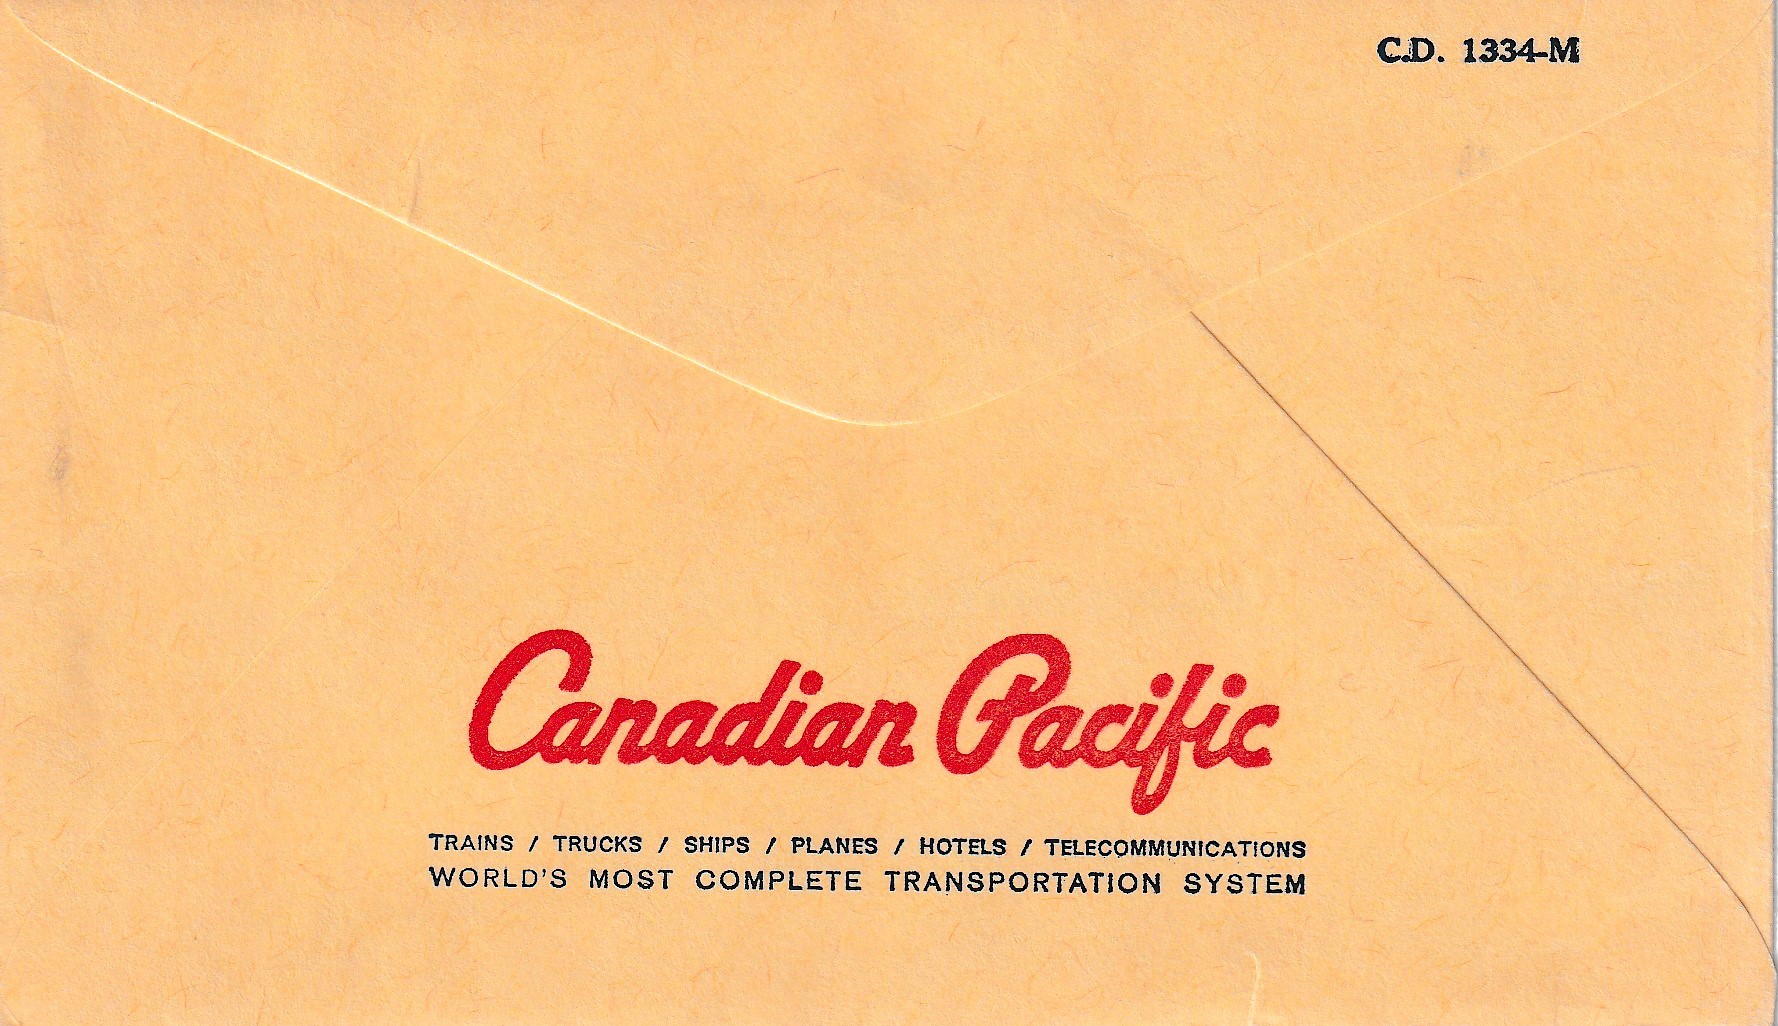 C.D. 1334-M
Canadian Pacific
TRAINS / TRUCKS / SHIPS / PLANES / HOTELS / TELECOMMUNICATIONS
WORLD'S MOST COMPLETE TRANSPORTATION SYSTEM